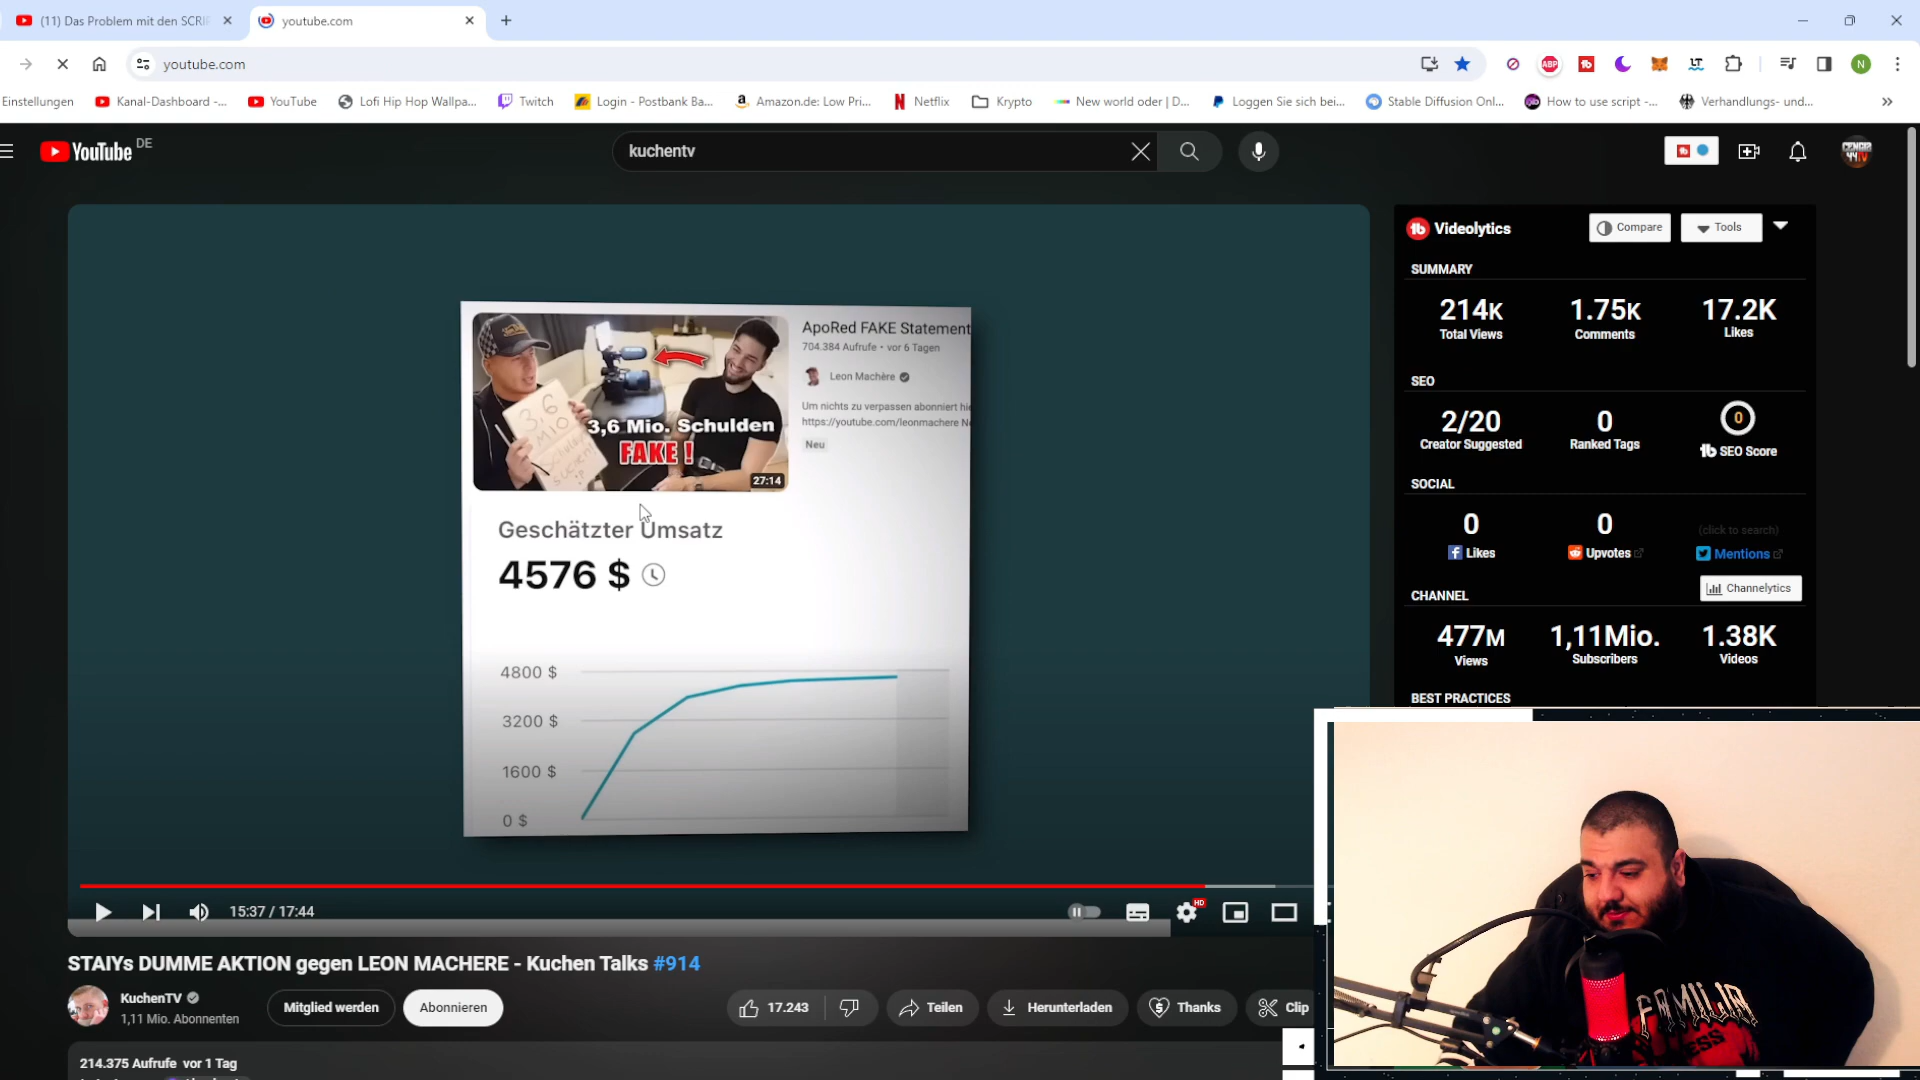 (11) Das Problem mit den SCRIP
youtube.com
youtube.com
Einstellungen
Kanal-Dashboard -...
YouTube
Lofi Hip Hop Wallpa...
Twitch
Login - Postbank Ba...
Amazon.de: Low Pri...
Netflix
Krypto
New world oder | D...
Loggen Sie sich bei...
Stable Diffusion Onl...
How to use script -...
Verhandlungs- und...
YouTube DE
kuchentv
ApoRed FAKE Statement
704.384 Aufrufe • vor 6 Tagen
Leon Machère
Um nichts zu verpassen abonniert hie
https://youtube.com/leonmachere
Neu
3,6 Mio. Schulden
FAKE !
27:14
Geschätzter Umsatz
4576 $
4800 $
3200 $
1600 $
0 $
15:37 / 17:44
HD
STAIYs DUMME AKTION gegen LEON MACHERE - Kuchen Talks #914
KuchenTV
1,11 Mio. Abonnenten
Mitglied werden
Abonnieren
17.243
Teilen
Herunterladen
Thanks
Clip
214.375 Aufrufe vor 1 Tag
Videolytics
Compare
Tools
SUMMARY
214K
Total Views
1.75K
Comments
17.2K
Likes
SEO
2/20
Creator Suggested
0
Ranked Tags
0
SEO Score
SOCIAL
0
Likes
0
Upvotes
(click to search)
Mentions
CHANNEL
Channelytics
477M
Views
1,11Mio.
Subscribers
1.38K
Videos
BEST PRACTICES
FAMILIA